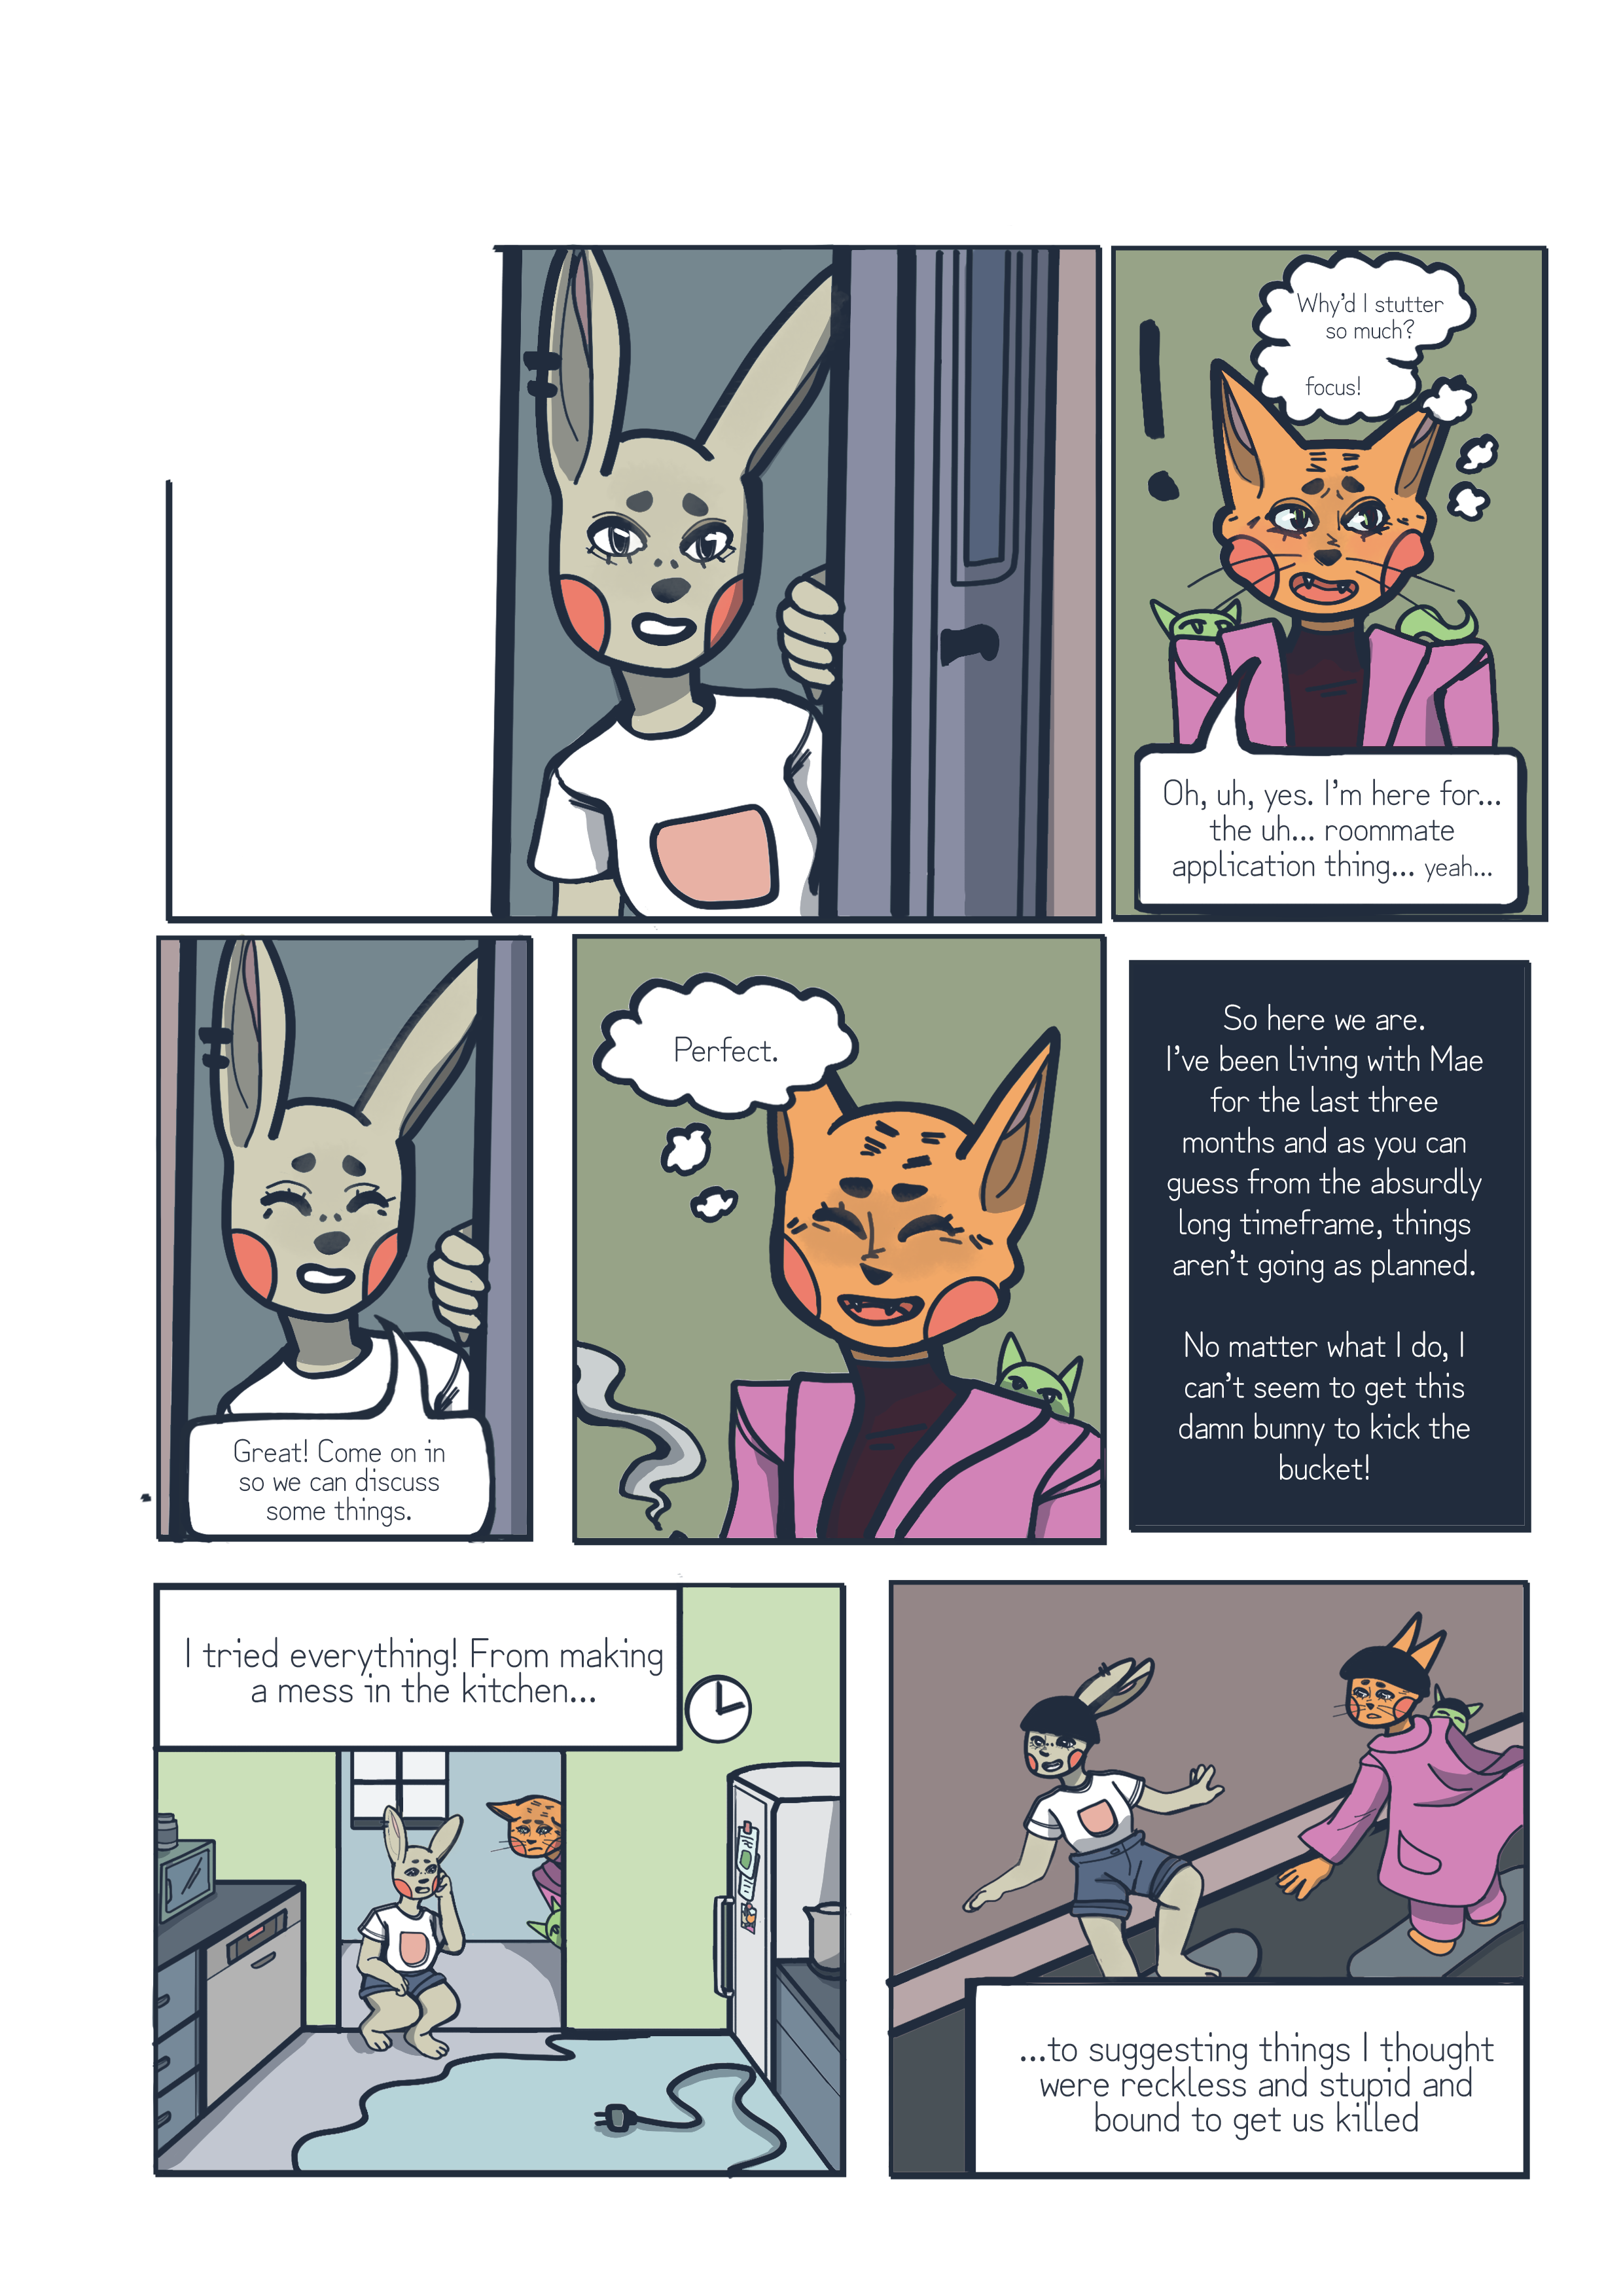 Why'd I stutter
so much?
focus!
Oh, uh, yes. I'm here for...
the uh... roommate
application thing... yeah...
Great! Come on in
so we can discuss
some things.
Perfect.
So here we are.
I've been living with Mae
for the last three
months and as you can
guess from the absurdly
long timeframe, things
aren't going as planned.
No matter what I do, I
can't seem to get this
damn bunny to kick the
bucket!
I tried everything! From making
a mess in the kitchen...
...to suggesting things I thought
were reckless and stupid and
bound to get us killed